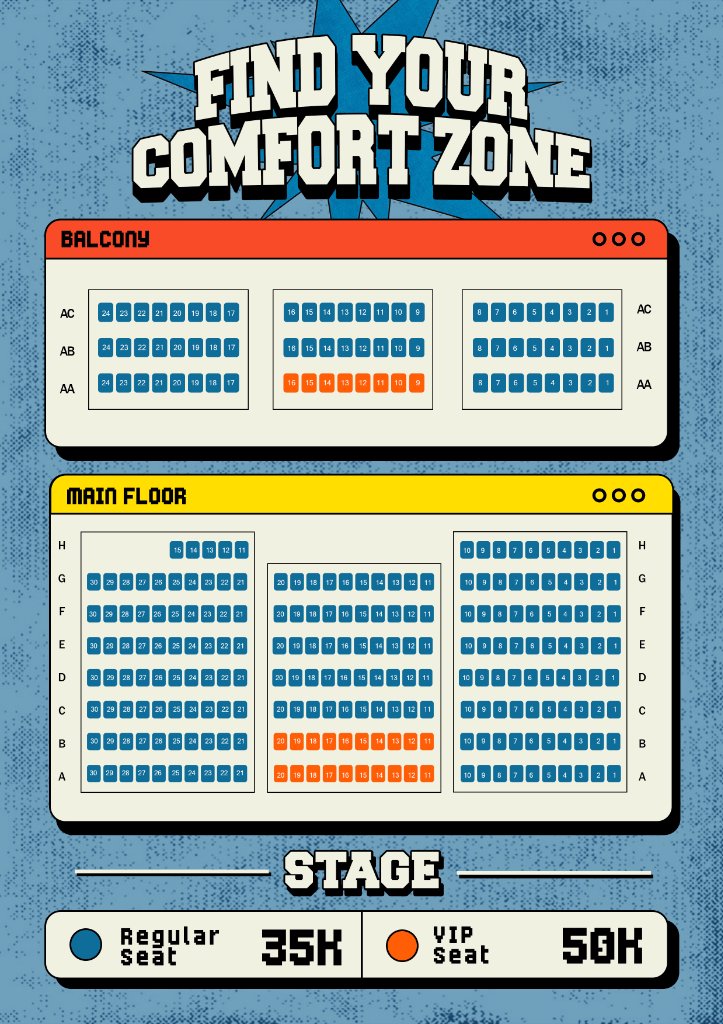 FIND YOUR
COMFORT ZONE
BALCONY
AC 24 23 22 21 20 19 18 17 16 15 14 13 12 11 10 9 8 7 6 5 4 3 2 1 AC
AB 24 23 22 21 20 19 18 17 16 15 14 13 12 11 10 9 8 7 6 5 4 3 2 1 AB
AA 24 23 22 21 20 19 18 17 16 15 14 13 12 11 10 9 8 7 6 5 4 3 2 1 AA
MAIN FLOOR
H 15 14 13 12 11 10 9 8 7 6 5 4 3 2 1 H
G 30 29 28 27 26 25 24 23 22 21 20 19 18 17 16 15 14 13 12 11 10 9 8 7 6 5 4 3 2 1 G
F 30 29 28 27 26 25 24 23 22 21 20 19 18 17 16 15 14 13 12 11 10 9 8 7 6 5 4 3 2 1 F
E 30 29 28 27 26 25 24 23 22 21 20 19 18 17 16 15 14 13 12 11 10 9 8 7 6 5 4 3 2 1 E
D 30 29 28 27 26 25 24 23 22 21 20 19 18 17 16 15 14 13 12 11 10 9 8 7 6 5 4 3 2 1 D
C 30 29 28 27 26 25 24 23 22 21 20 19 18 17 16 15 14 13 12 11 10 9 8 7 6 5 4 3 2 1 C
B 30 29 28 27 26 25 24 23 22 21 20 19 18 17 16 15 14 13 12 11 10 9 8 7 6 5 4 3 2 1 B
A 30 29 28 27 26 25 24 23 22 21 20 19 18 17 16 15 14 13 12 11 10 9 8 7 6 5 4 3 2 1 A
STAGE
Regular
Seat
35K
VIP
Seat
50K